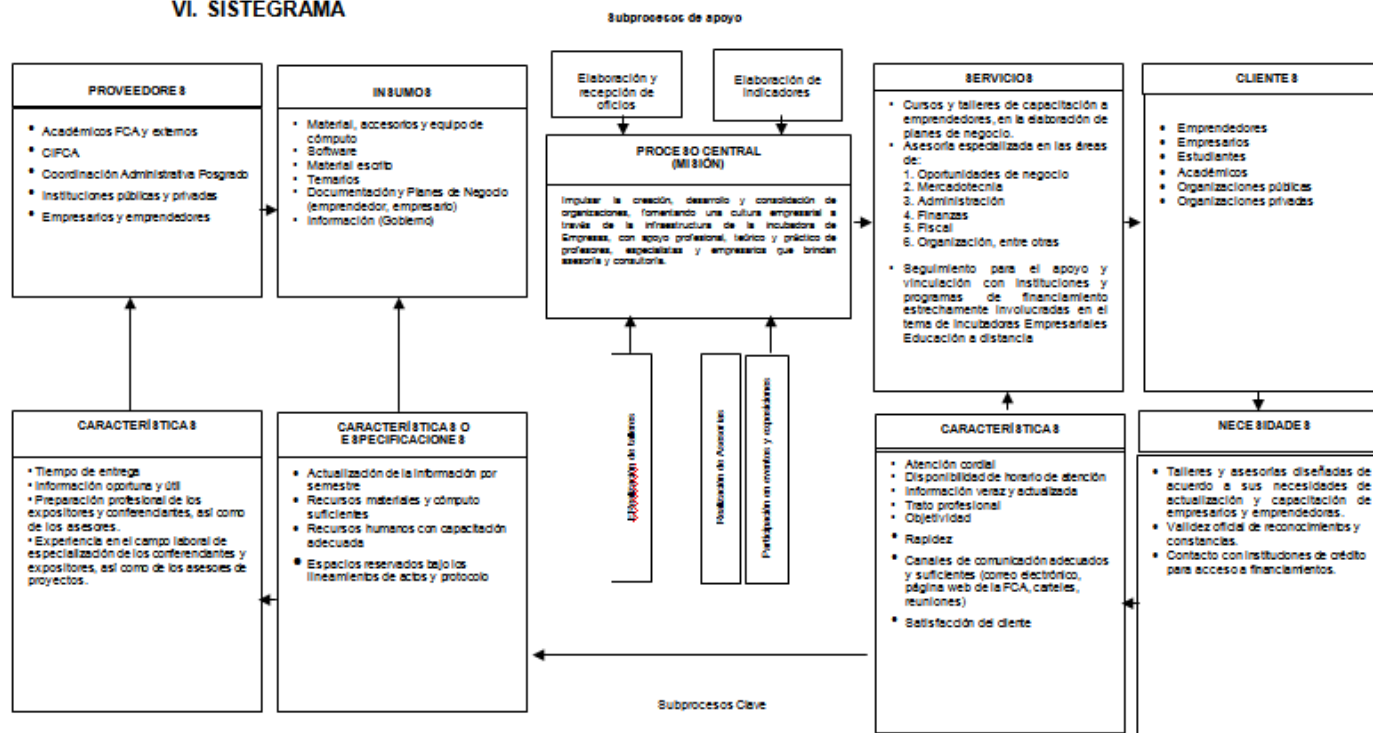 VI. SISTEGRAMA
Subprocesos de apoyo
PROVEEDORES
• Académicos FCA y externos
• CIFCA
• Coordinación Administrativa Posgrado
• Instituciones públicas y privadas
• Empresarios y emprendedores
INSUMOS
• Material, accesorios y equipo de
cómputo
• Software
• Material escrito
• Temarios
• Documentación y Planes de Negocio
(emprendedor, empresario)
• Información (Gobierno)
Elaboración y
recepción de
oficios
Elaboración de
Indicadores
PROCESO CENTRAL
(MISIÓN)
Impulsar la creación, desarrollo y consolidación de
organizaciones, fomentando una cultura empresarial a
través de la infraestructura de la Incubadora de
Empresas, con apoyo profesional, teórico y práctico de
profesores, especialistas y empresarios que brindan
asesoría y consultoría.
SERVICIOS
• Cursos y talleres de capacitación a
emprendedores, en la elaboración de
planes de negocio.
• Asesoría especializada en las áreas
de:
1. Oportunidades de negocio
2. Mercadotecnia
3. Administración
4. Finanzas
5. Fiscal
6. Organización, entre otras
• Seguimiento para el apoyo y
vinculación con instituciones y
programas de financiamiento
estrechamente involucradas en el
tema de Incubadoras Empresariales
Educación a distancia
CLIENTES
• Emprendedores
• Empresarios
• Estudiantes
• Académicos
• Organizaciones públicas
• Organizaciones privadas
CARACTERÍSTICAS
• Tiempo de entrega
• Información oportuna y útil
• Preparación profesional de los
expositores y conferenciantes, así como
de los asesores.
• Experiencia en el campo laboral de
especialización de los conferenciantes y
expositores, así como de los asesores de
proyectos.
CARACTERÍSTICAS O
ESPECIFICACIONES
• Actualización de la información por
semestre
• Recursos materiales y cómputo
suficientes
• Recursos humanos con capacitación
adecuada
• Espacios reservados bajo los
lineamientos de actos y protocolo
de talleres
Realización de Asesorías
Participación en eventos y exposiciones
CARACTERÍSTICAS
• Atención cordial
• Disponibilidad de horario de atención
• Información veraz y actualizada
• Trato profesional
• Objetividad
• Rapidez
• Canales de comunicación adecuados
y suficientes (correo electrónico,
página web de la FCA, carteles,
reuniones)
• Satisfacción del cliente
NECESIDADES
• Talleres y asesorías diseñadas de
acuerdo a sus necesidades de
actualización y capacitación de
empresarios y emprendedoras.
• Validez oficial de reconocimientos y
constancias.
• Contacto con instituciones de crédito
para acceso a financiamientos.
Subprocesos Clave